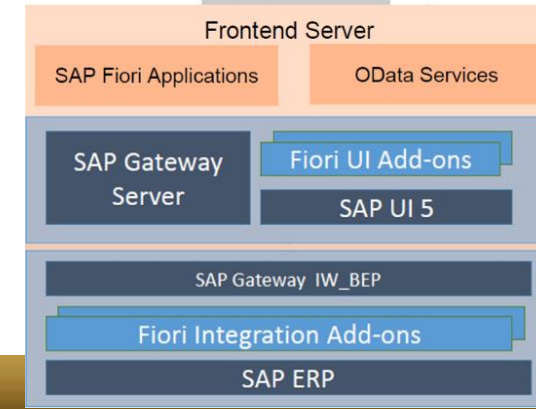 Frontend Server
SAP Fiori Applications
OData Services
SAP Gateway
Server
Fiori UI Add-ons
SAP UI 5
SAP Gateway IW_BEP
Fiori Integration Add-ons
SAP ERP